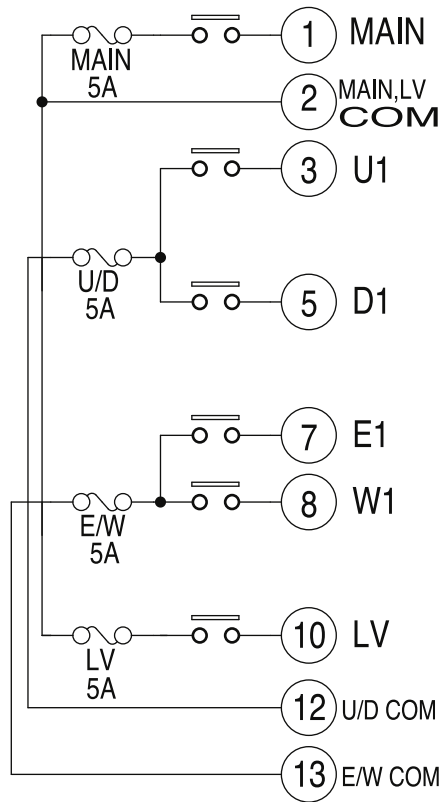 MAIN
5A
1 MAIN
2 MAIN,LV
COM
3 U1
U/D
5A
5 D1
7 E1
E/W
5A
8 W1
LV
5A
10 LV
12 U/D COM
13 E/W COM